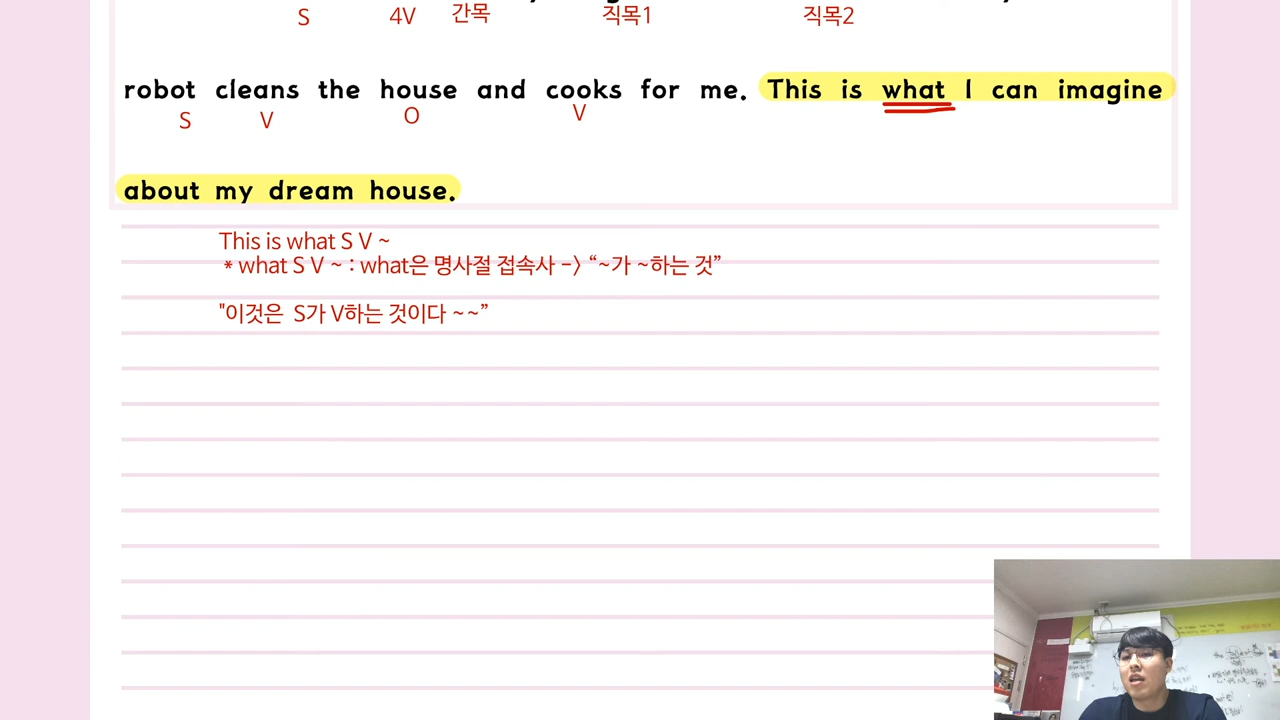 S 4V 간목 직목1 직목2
robot cleans the house and cooks for me. This is what I can imagine
S V O V
about my dream house.
This is what S V ~
* what S V ~ : what은 명사절 접속사 -> “~가 ~하는 것”
"이것은 S가 V하는 것이다 ~~”